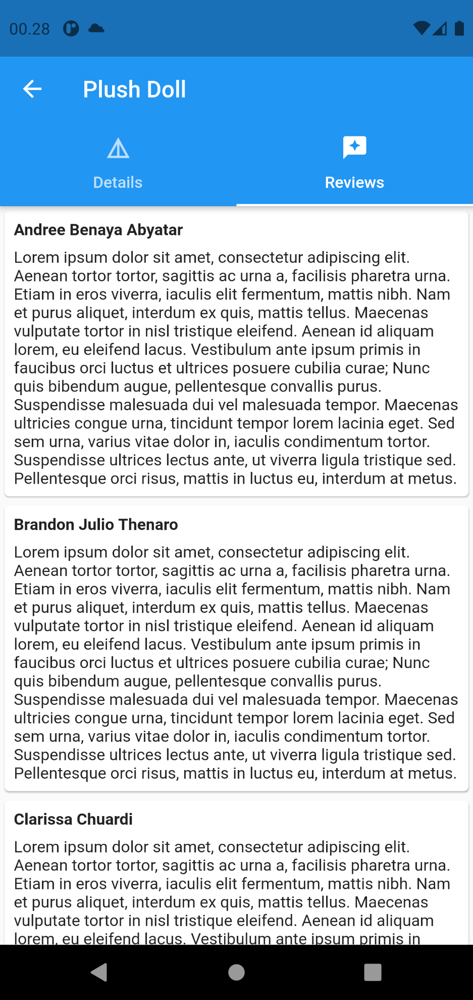 00.28
Plush Doll
Details
Reviews
Andree Benaya Abyatar
Lorem ipsum dolor sit amet, consectetur adipiscing elit.
Aenean tortor tortor, sagittis ac urna a, facilisis pharetra urna.
Etiam in eros viverra, iaculis elit fermentum, mattis nibh. Nam
et purus aliquet, interdum ex quis, mattis tellus. Maecenas
vulputate tortor in nisl tristique eleifend. Aenean id aliquam
lorem, eu eleifend lacus. Vestibulum ante ipsum primis in
faucibus orci luctus et ultrices posuere cubilia curae; Nunc
quis bibendum augue, pellentesque convallis purus.
Suspendisse malesuada dui vel malesuada tempor. Maecenas
ultricies congue urna, tincidunt tempor lorem lacinia eget. Sed
sem urna, varius vitae dolor in, iaculis condimentum tortor.
Suspendisse ultrices lectus ante, ut viverra ligula tristique sed.
Pellentesque orci risus, mattis in luctus eu, interdum at metus.
Brandon Julio Thenaro
Lorem ipsum dolor sit amet, consectetur adipiscing elit.
Aenean tortor tortor, sagittis ac urna a, facilisis pharetra urna.
Etiam in eros viverra, iaculis elit fermentum, mattis nibh. Nam
et purus aliquet, interdum ex quis, mattis tellus. Maecenas
vulputate tortor in nisl tristique eleifend. Aenean id aliquam
lorem, eu eleifend lacus. Vestibulum ante ipsum primis in
faucibus orci luctus et ultrices posuere cubilia curae; Nunc
quis bibendum augue, pellentesque convallis purus.
Suspendisse malesuada dui vel malesuada tempor. Maecenas
ultricies congue urna, tincidunt tempor lorem lacinia eget. Sed
sem urna, varius vitae dolor in, iaculis condimentum tortor.
Suspendisse ultrices lectus ante, ut viverra ligula tristique sed.
Pellentesque orci risus, mattis in luctus eu, interdum at metus.
Clarissa Chuardi
Lorem ipsum dolor sit amet, consectetur adipiscing elit.
Aenean tortor tortor, sagittis ac urna a, facilisis pharetra urna.
Etiam in eros viverra, iaculis elit fermentum, mattis nibh. Nam
et purus aliquet, interdum ex quis, mattis tellus. Maecenas
vulputate tortor in nisl tristique eleifend. Aenean id aliquam
lorem, eu eleifend lacus. Vestibulum ante ipsum primis in